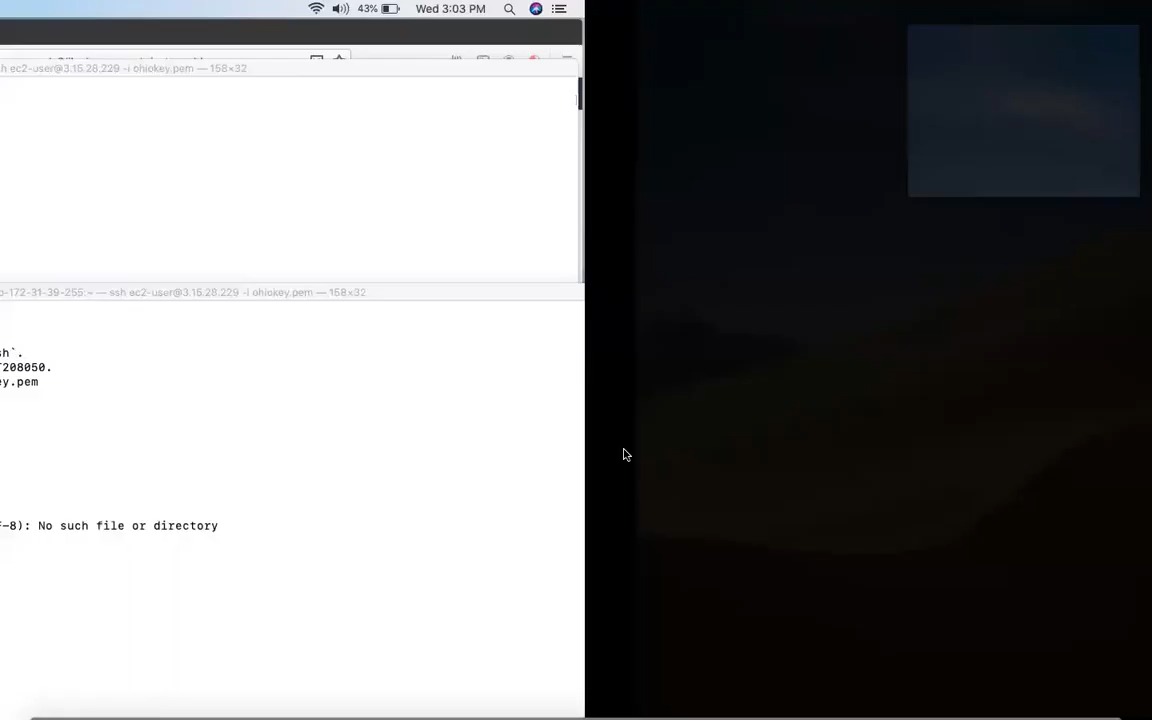 43% Wed 3:03 PM
h ec2-user@3.15.28.229 -i ohiokey.pem — 158×32
p-172-31-39-255:~ — ssh ec2-user@3.15.28.229 -i ohiokey.pem — 158×32
sh`.
T208050.
ey.pem
F-8): No such file or directory